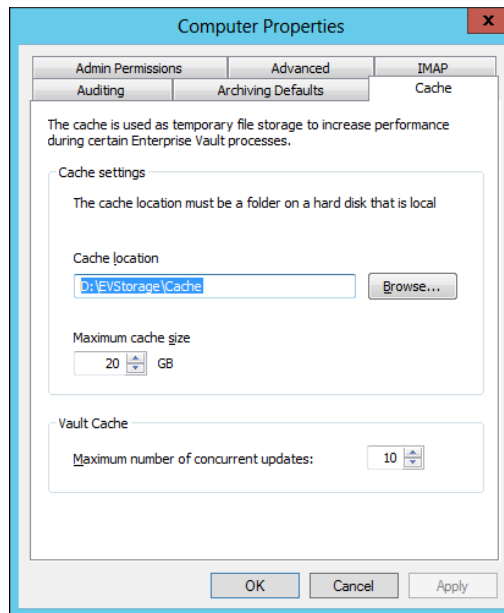 Computer Properties
x
Admin Permissions
Advanced
IMAP
Auditing
Archiving Defaults
Cache
The cache is used as temporary file storage to increase performance
during certain Enterprise Vault processes.
Cache settings
The cache location must be a folder on a hard disk that is local
Cache location
D:\EVStorage\Cache
Browse...
Maximum cache size
20
GB
Vault Cache
Maximum number of concurrent updates:
10
OK
Cancel
Apply